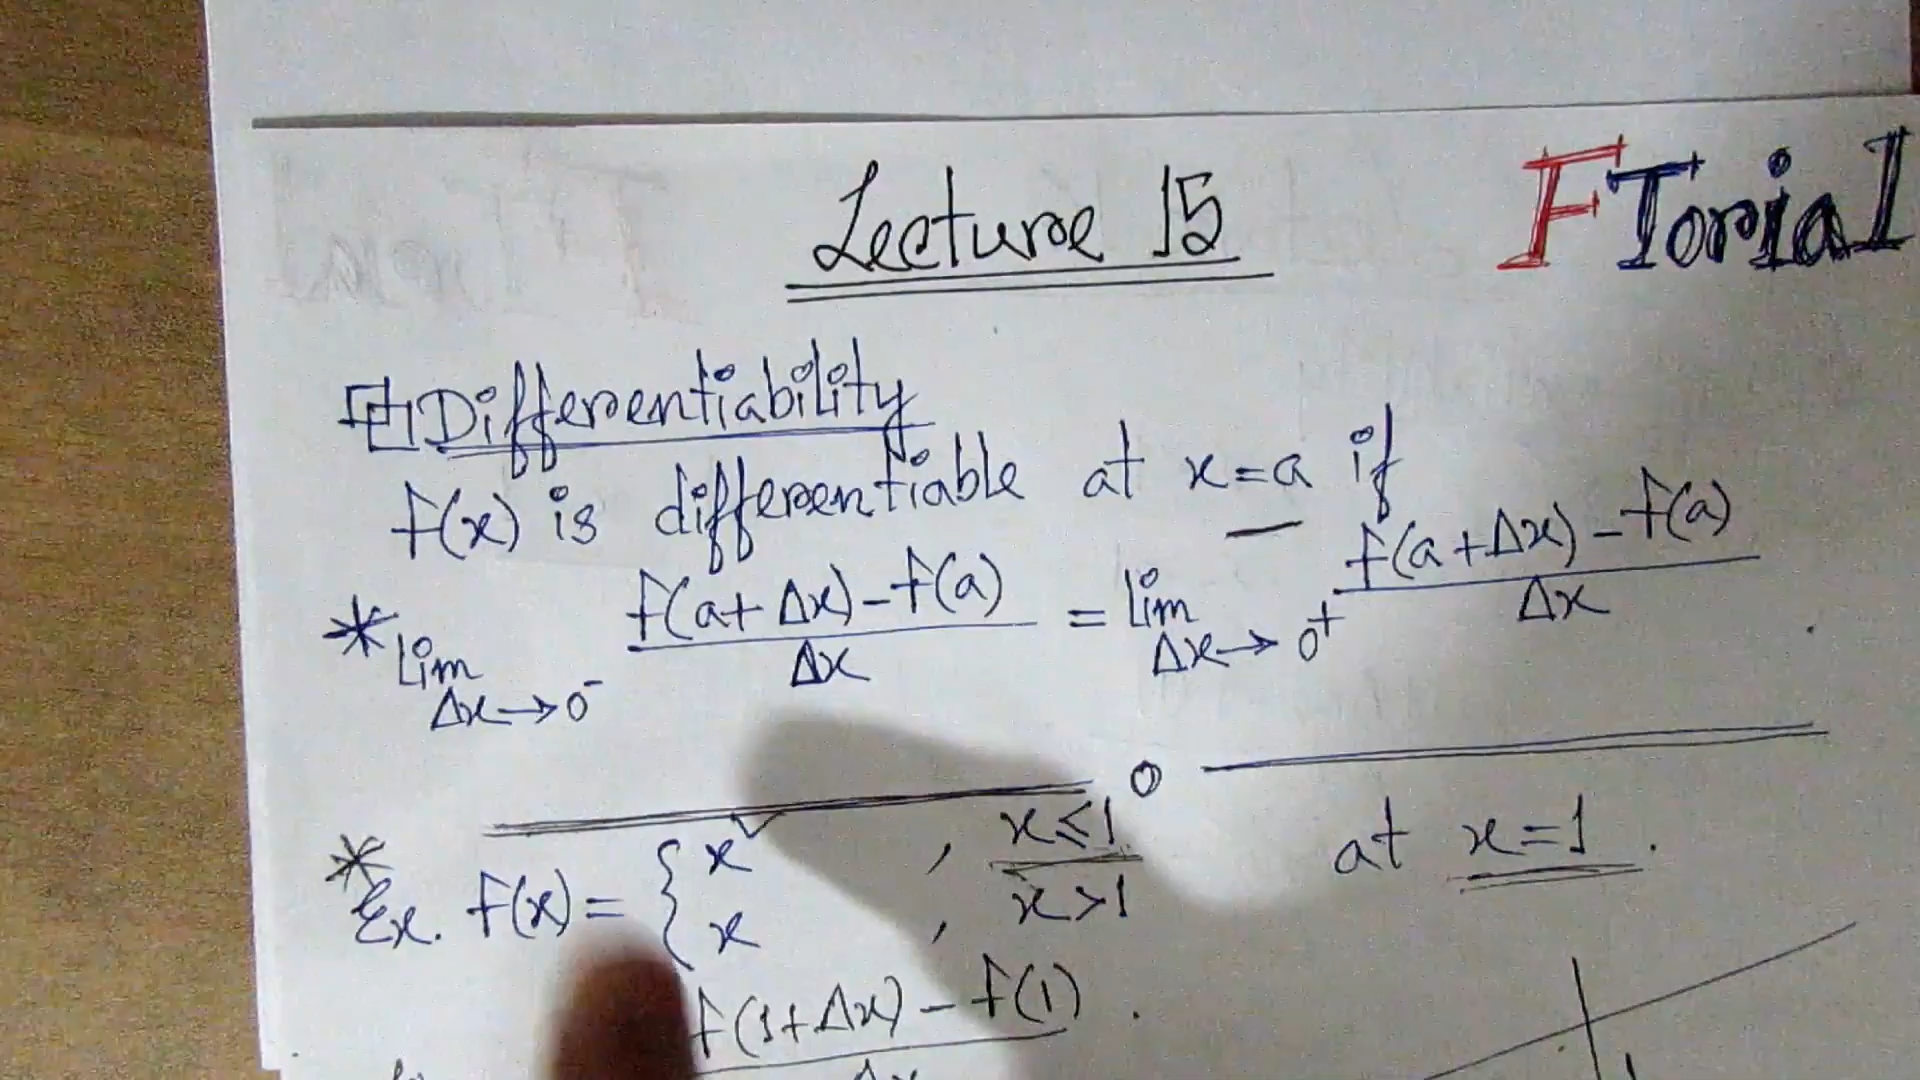 Lecture 15
FTorial
Differentiability
f(x) is differentiable at x=a if
* lim Δx→0⁻ f(a+Δx)-f(a) / Δx = lim Δx→0⁺ f(a+Δx)-f(a) / Δx
* Ex. f(x) = { x√ , x≤1 at x=1.
x , x>1
f(1+Δx) - f(1)
Δx